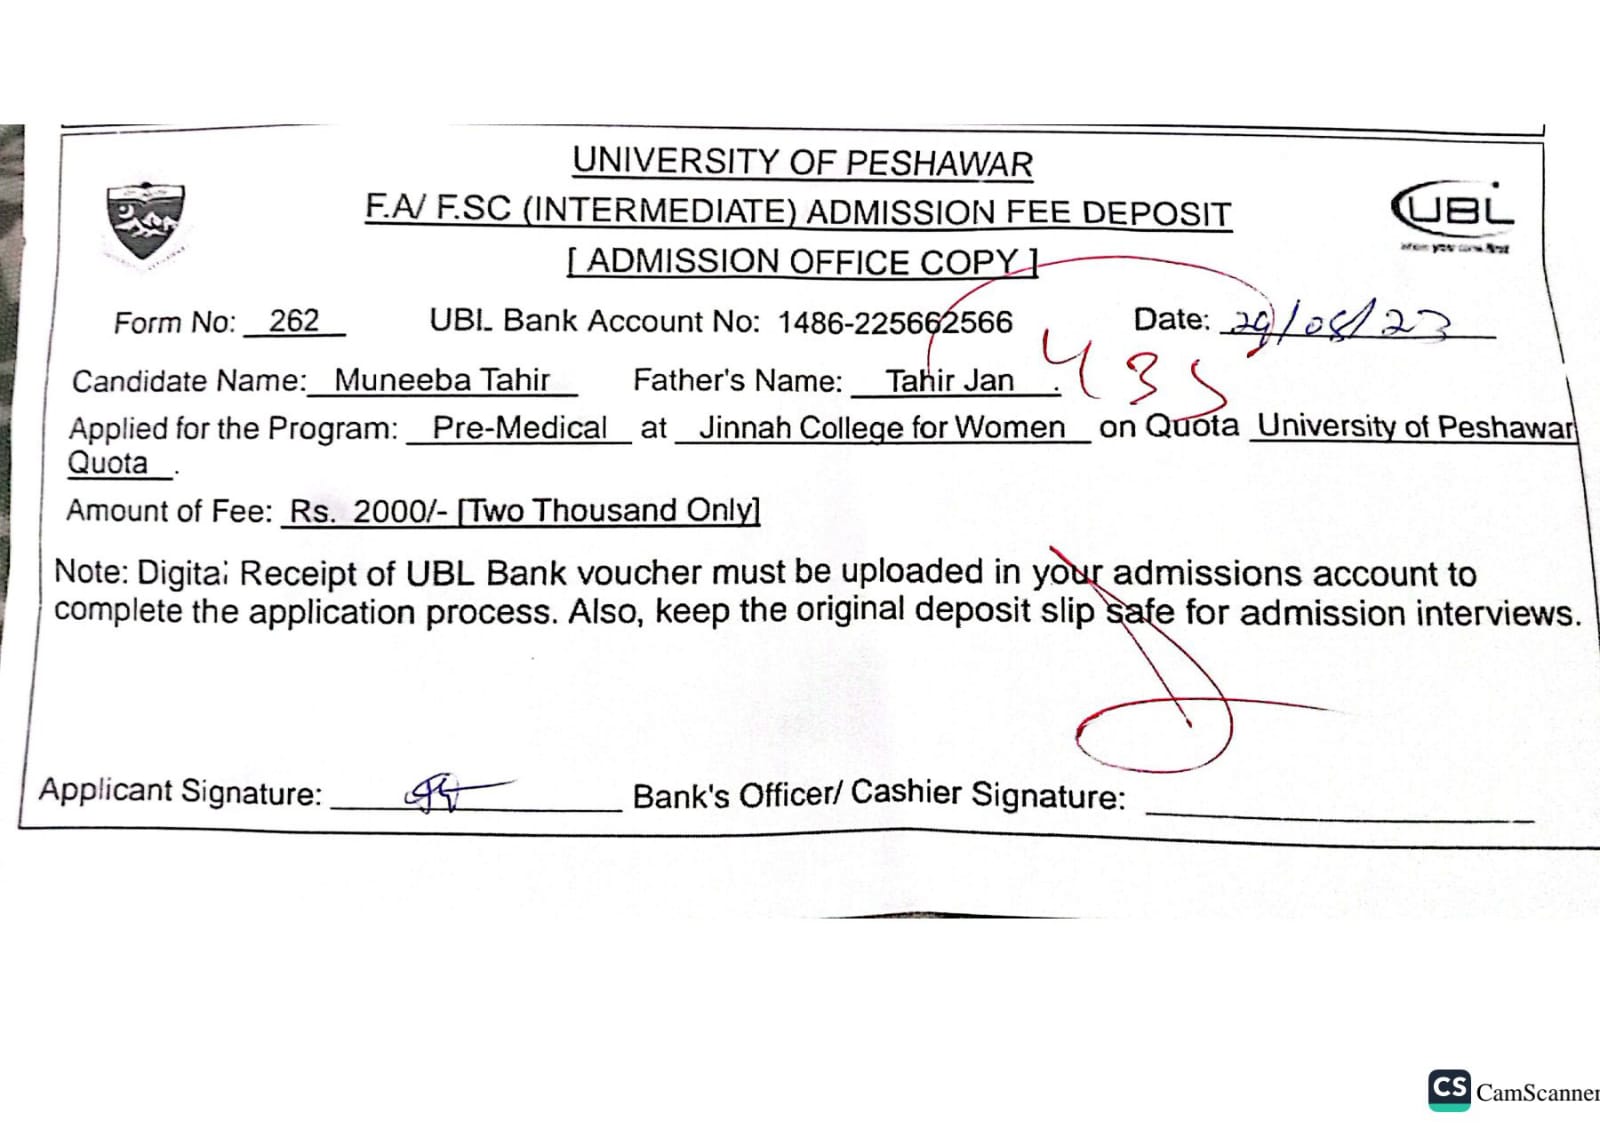 UNIVERSITY OF PESHAWAR
F.A/ F.SC (INTERMEDIATE) ADMISSION FEE DEPOSIT
[ ADMISSION OFFICE COPY ]
UBL
Form No: 262 UBL Bank Account No: 1486-225662566 Date: 29/08/23
435
Candidate Name: Muneeba Tahir Father's Name: Tahir Jan .
Applied for the Program: Pre-Medical at Jinnah College for Women on Quota University of Peshawar
Quota .
Amount of Fee: Rs. 2000/- [Two Thousand Only]
Note: Digital Receipt of UBL Bank voucher must be uploaded in your admissions account to
complete the application process. Also, keep the original deposit slip safe for admission interviews.
Applicant Signature: Bank's Officer/ Cashier Signature:
CS CamScanner